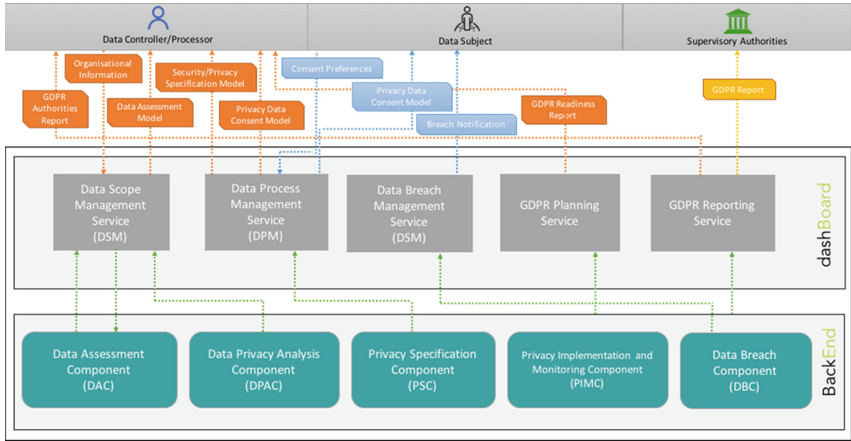 Data Controller/Processor
Data Subject
Supervisory Authorities
Organisational
Information
Security/Privacy
Specification Model
Consent Preferences
GDPR
Authorities
Report
Data Assessment
Model
Privacy Data
Consent Model
Privacy Data
Consent Model
Breach Notification
GDPR Readiness
Report
GDPR Report
Data Scope
Management
Service
(DSM)
Data Process
Management
Service
(DPM)
Data Breach
Management
Service
(DSM)
GDPR Planning
Service
GDPR Reporting
Service
dashBoard
Data Assessment
Component
(DAC)
Data Privacy Analysis
Component
(DPAC)
Privacy Specification
Component
(PSC)
Privacy Implementation and
Monitoring Component
(PIMC)
Data Breach
Component
(DBC)
BackEnd